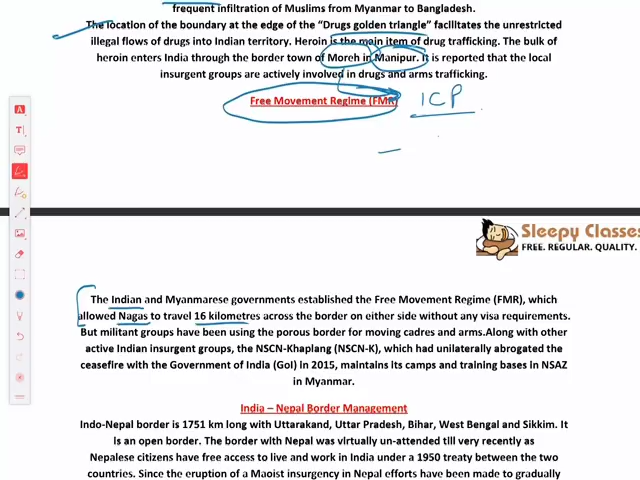 frequent infiltration of Muslims from Myanmar to Bangladesh.
The location of the boundary at the edge of the “Drugs golden triangle” facilitates the unrestricted
illegal flows of drugs into Indian territory. Heroin is the main item of drug trafficking. The bulk of
heroin enters India through the border town of Moreh in Manipur. It is reported that the local
insurgent groups are actively involved in drugs and arms trafficking.
Free Movement Regime (FMR)
ICP
Sleepy Classes
FREE. REGULAR. QUALITY.
The Indian and Myanmarese governments established the Free Movement Regime (FMR), which
allowed Nagas to travel 16 kilometres across the border on either side without any visa requirements.
But militant groups have been using the porous border for moving cadres and arms.Along with other
active Indian insurgent groups, the NSCN-Khaplang (NSCN-K), which had unilaterally abrogated the
ceasefire with the Government of India (GoI) in 2015, maintains its camps and training bases in NSAZ
in Myanmar.
India – Nepal Border Management
Indo-Nepal border is 1751 km long with Uttarakand, Uttar Pradesh, Bihar, West Bengal and Sikkim. It
is an open border. The border with Nepal was virtually un-attended till very recently as
Nepalese citizens have free access to live and work in India under a 1950 treaty between the two
countries. Since the eruption of a Maoist insurgency in Nepal efforts have been made to gradually